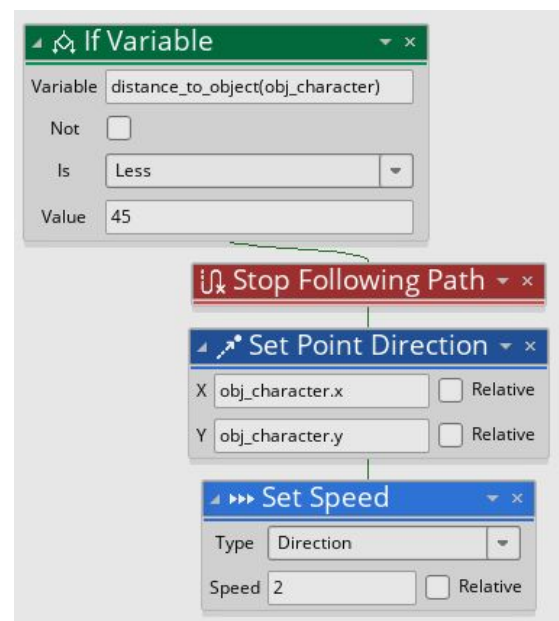 If Variable
Variable distance_to_object(obj_character)
Not
Is Less
Value 45
Stop Following Path
Set Point Direction
X obj_character.x Relative
Y obj_character.y Relative
Set Speed
Type Direction
Speed 2 Relative